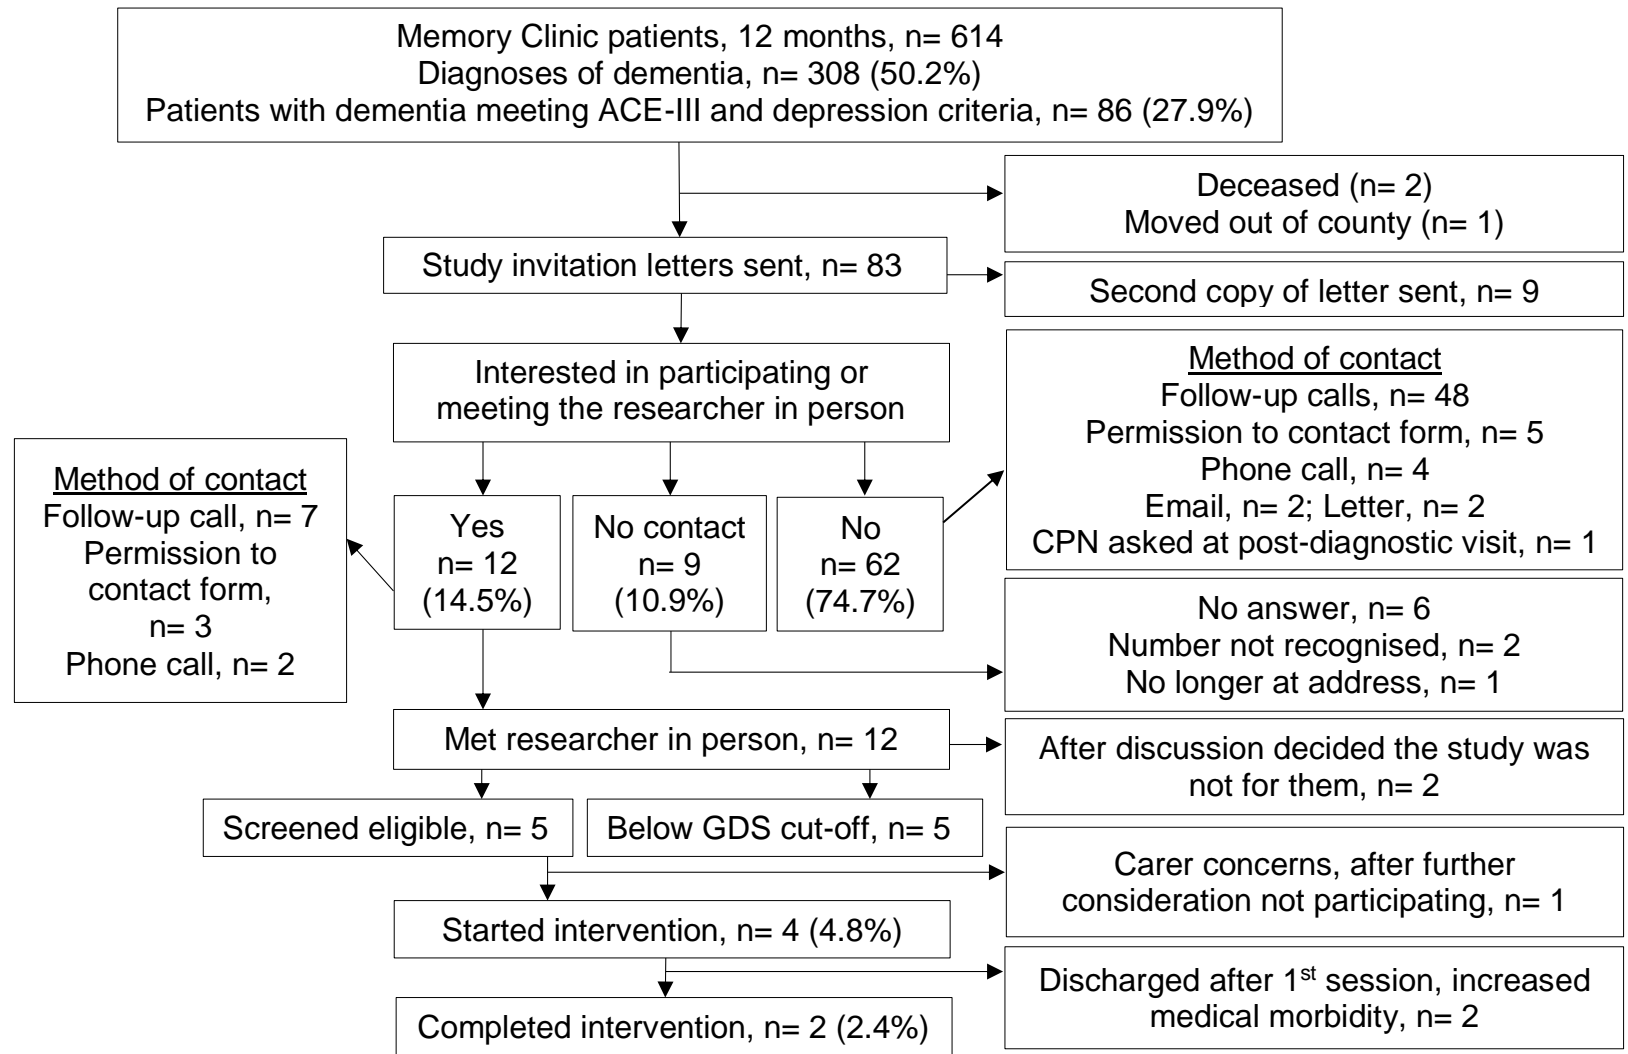 Memory Clinic patients, 12 months, n= 614
Diagnoses of dementia, n= 308 (50.2%)
Patients with dementia meeting ACE-III and depression criteria, n= 86 (27.9%)
Deceased (n= 2)
Moved out of county (n= 1)
Study invitation letters sent, n= 83
Second copy of letter sent, n= 9
Interested in participating or
meeting the researcher in person
Method of contact
Follow-up calls, n= 48
Permission to contact form, n= 5
Phone call, n= 4
Email, n= 2; Letter, n= 2
CPN asked at post-diagnostic visit, n= 1
Method of contact
Follow-up call, n= 7
Permission to
contact form,
n= 3
Phone call, n= 2
Yes
n= 12
(14.5%)
No contact
n= 9
(10.9%)
No
n= 62
(74.7%)
No answer, n= 6
Number not recognised, n= 2
No longer at address, n= 1
Met researcher in person, n= 12
After discussion decided the study was
not for them, n= 2
Screened eligible, n= 5
Below GDS cut-off, n= 5
Carer concerns, after further
consideration not participating, n= 1
Started intervention, n= 4 (4.8%)
Discharged after 1st session, increased
medical morbidity, n= 2
Completed intervention, n= 2 (2.4%)